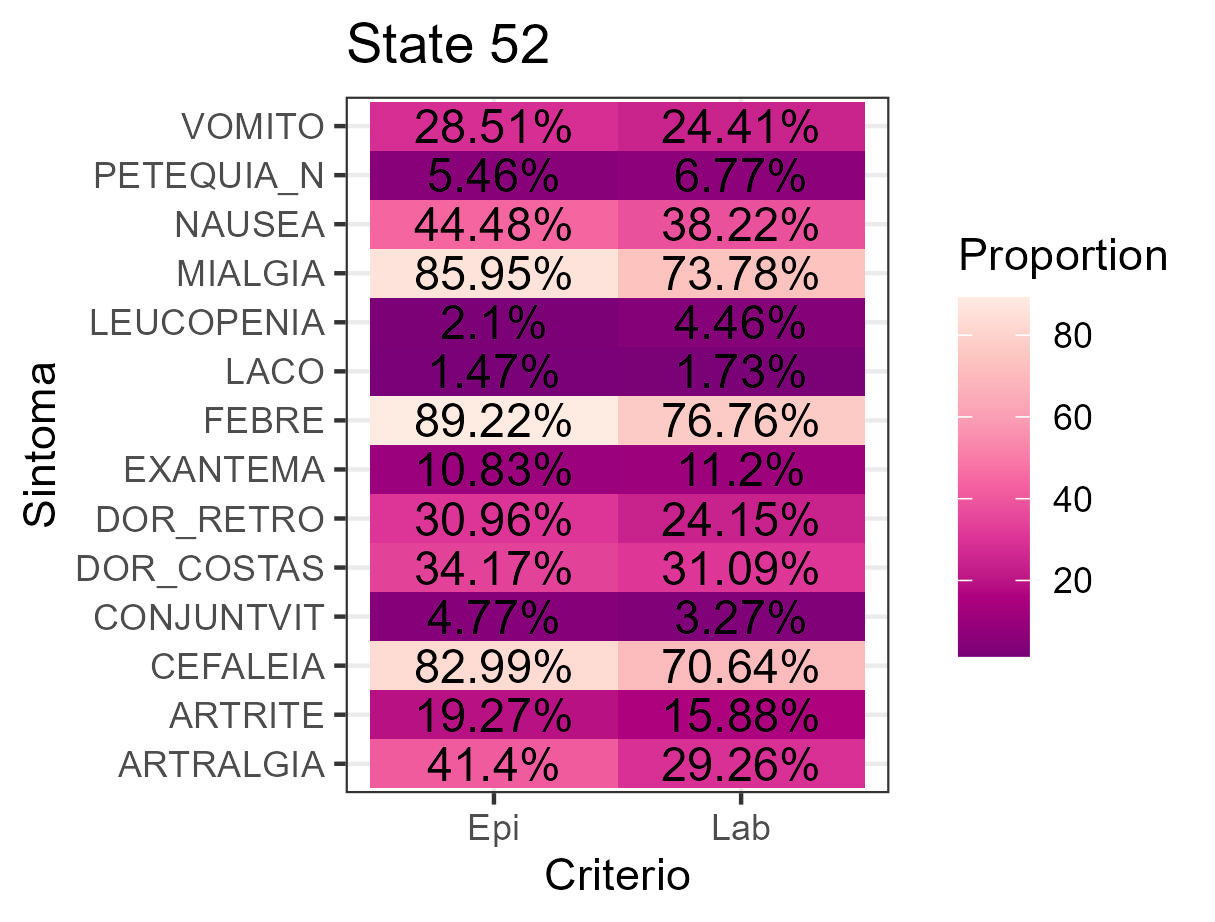 State 52
Sintoma
VOMITO 28.51% 24.41%
PETEQUIA_N 5.46% 6.77%
NAUSEA 44.48% 38.22%
MIALGIA 85.95% 73.78%
LEUCOPENIA 2.1% 4.46%
LACO 1.47% 1.73%
FEBRE 89.22% 76.76%
EXANTEMA 10.83% 11.2%
DOR_RETRO 30.96% 24.15%
DOR_COSTAS 34.17% 31.09%
CONJUNTVIT 4.77% 3.27%
CEFALEIA 82.99% 70.64%
ARTRITE 19.27% 15.88%
ARTRALGIA 41.4% 29.26%
Epi Lab
Criterio
Proportion
80
60
40
20